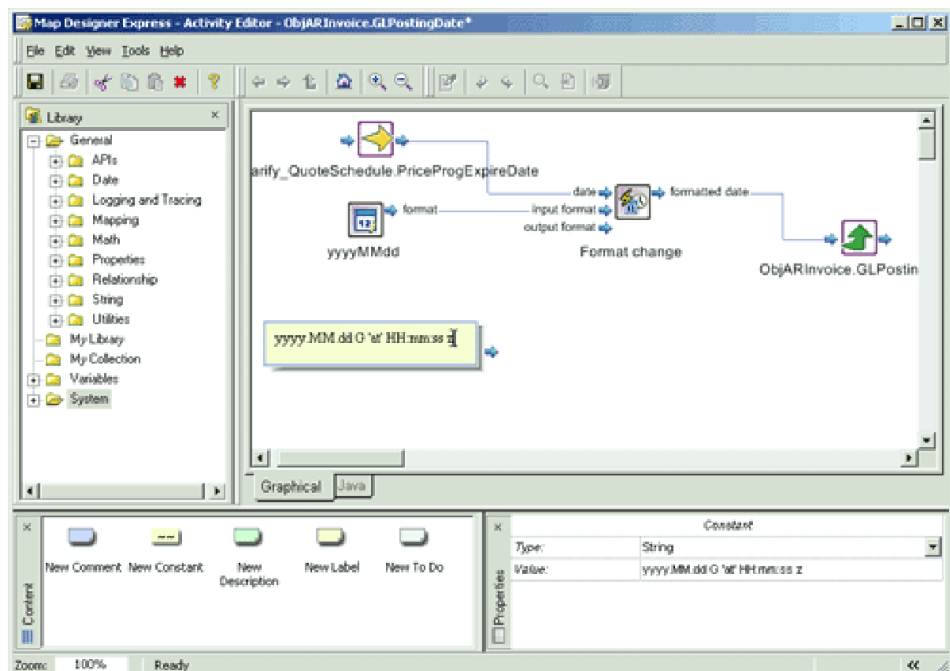 Map Designer Express - Activity Editor - ObjARInvoice.GLPostingDate*
File Edit View Tools Help
Library
General
APIs
Date
Logging and Tracing
Mapping
Math
Properties
Relationship
String
Utilities
My Library
My Collection
Variables
System
arify_QuoteSchedule.PriceProgExpireDate
date
formatted date
format
input format
output format
yyyyMMdd
Format change
ObjARInvoice.GLPostin
yyyy.MM.dd G 'at' HH:mm:ss z
Graphical Java
Content
New Comment New Constant New Description New Label New To Do
Properties
Constant
Type: String
Value: yyyy.MM.dd G 'at' HH:mm:ss z
Zoom: 100% Ready